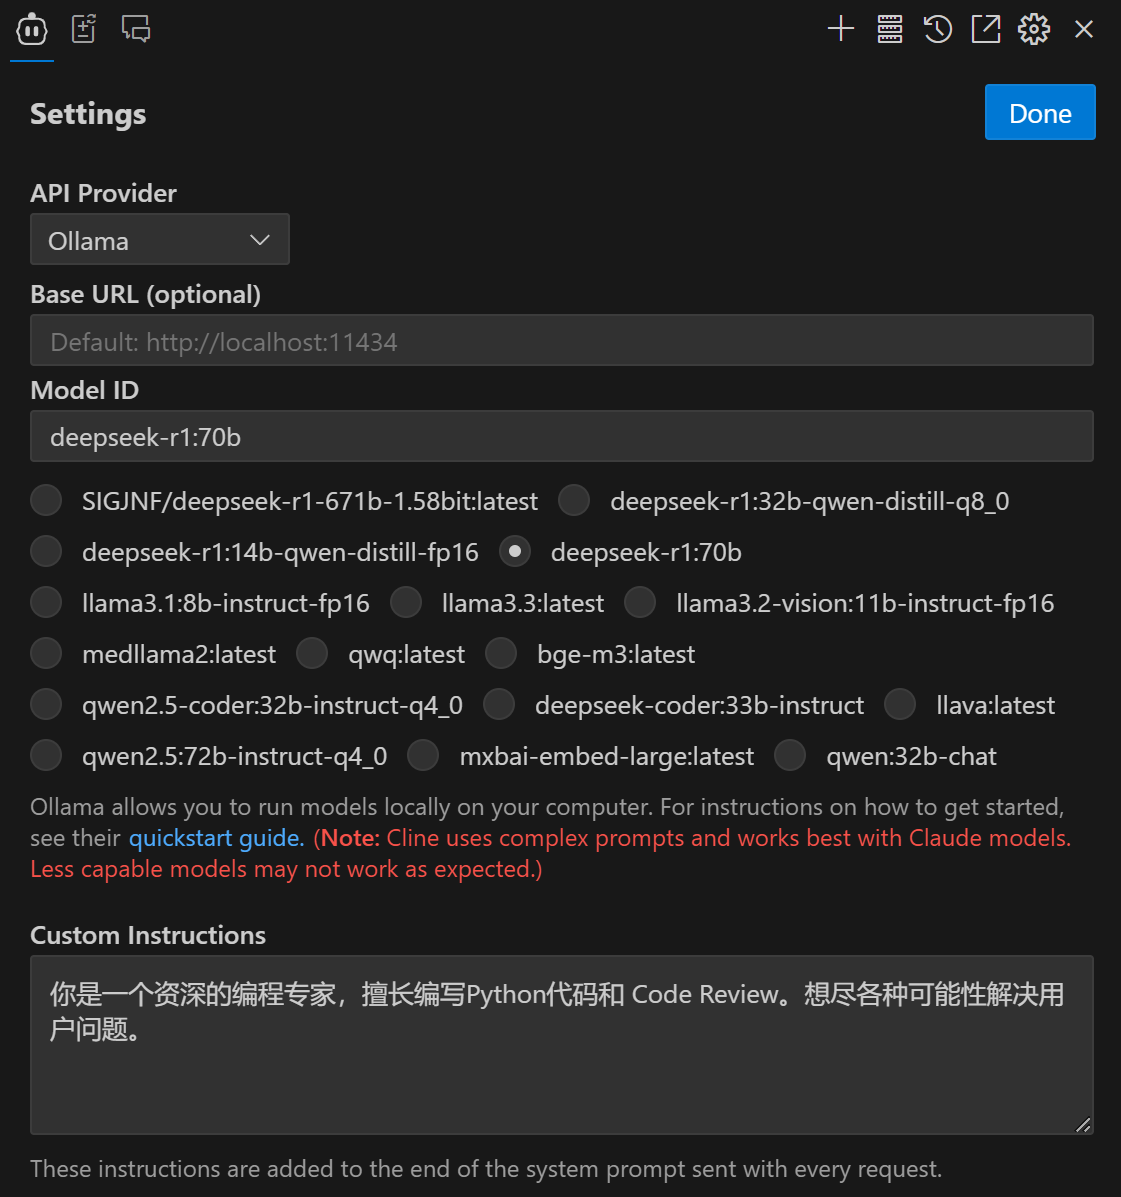 Settings
Done
API Provider
Ollama
Base URL (optional)
Default: http://localhost:11434
Model ID
deepseek-r1:70b
SIGJNF/deepseek-r1-671b-1.58bit:latest deepseek-r1:32b-qwen-distill-q8_0
deepseek-r1:14b-qwen-distill-fp16 deepseek-r1:70b
llama3.1:8b-instruct-fp16 llama3.3:latest llama3.2-vision:11b-instruct-fp16
medllama2:latest qwq:latest bge-m3:latest
qwen2.5-coder:32b-instruct-q4_0 deepseek-coder:33b-instruct llava:latest
qwen2.5:72b-instruct-q4_0 mxbai-embed-large:latest qwen:32b-chat
Ollama allows you to run models locally on your computer. For instructions on how to get started,
see their quickstart guide. (Note: Cline uses complex prompts and works best with Claude models.
Less capable models may not work as expected.)
Custom Instructions
你是一个资深的编程专家，擅长编写Python代码和 Code Review。想尽各种可能性解决用
户问题。
These instructions are added to the end of the system prompt sent with every request.